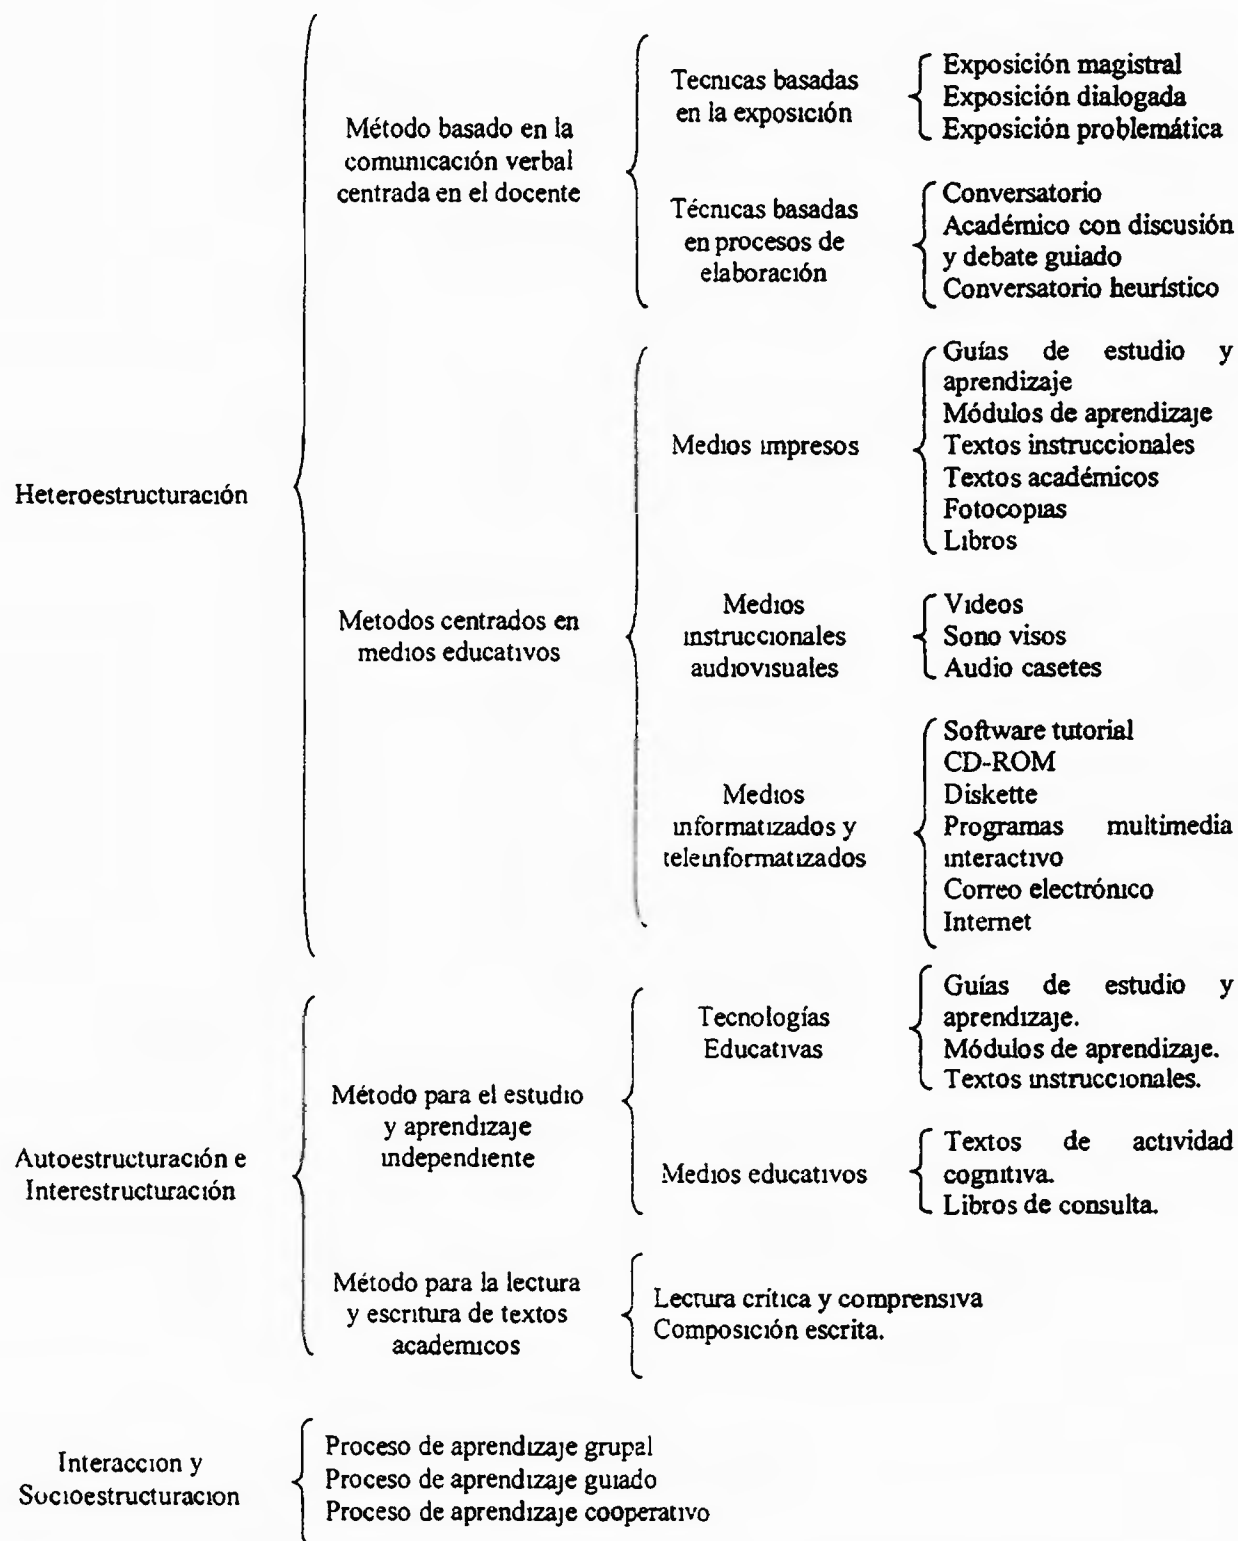 Heteroestructuración
Método basado en la
comunicación verbal
centrada en el docente
Tecnicas basadas
en la exposición
Exposición magistral
Exposición dialogada
Exposición problemática
Técnicas basadas
en procesos de
elaboración
Conversatorio
Académico con discusión
y debate guiado
Conversatorio heurístico
Metodos centrados en
medios educativos
Medios impresos
Guías de estudio y
aprendizaje
Módulos de aprendizaje
Textos instruccionales
Textos académicos
Fotocopias
Libros
Medios
instruccionales
audiovisuales
Videos
Sono visos
Audio casetes
Medios
informatizados y
teleinformatizados
Software tutorial
CD-ROM
Diskette
Programas multimedia
interactivo
Correo electrónico
Internet
Autoestructuración e
Interestructuración
Método para el estudio
y aprendizaje
independiente
Tecnologías
Educativas
Guías de estudio y
aprendizaje.
Módulos de aprendizaje.
Textos instruccionales.
Medios educativos
Textos de actividad
cognitiva.
Libros de consulta.
Método para la lectura
y escritura de textos
academicos
Lectura crítica y comprensiva
Composición escrita.
Interaccion y
Socioestructuracion
Proceso de aprendizaje grupal
Proceso de aprendizaje guiado
Proceso de aprendizaje cooperativo